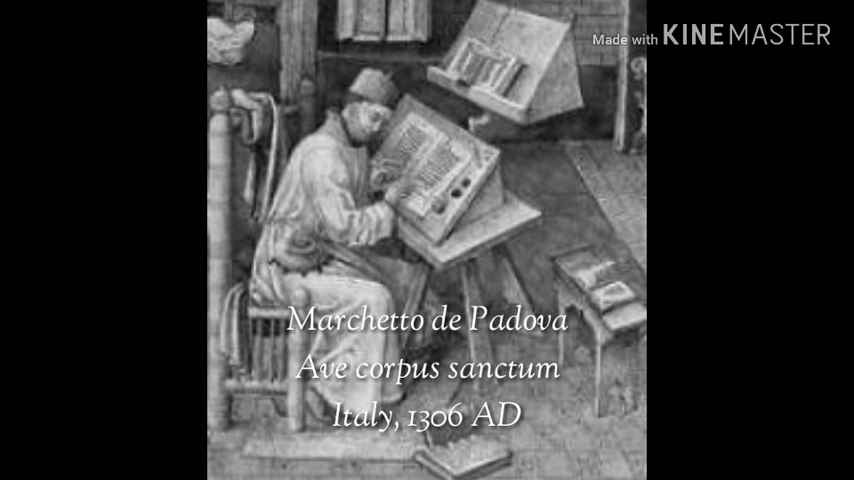 Made with KINEMASTER
Marchetto de Padova
Ave corpus sanctum
Italy, 1306 AD